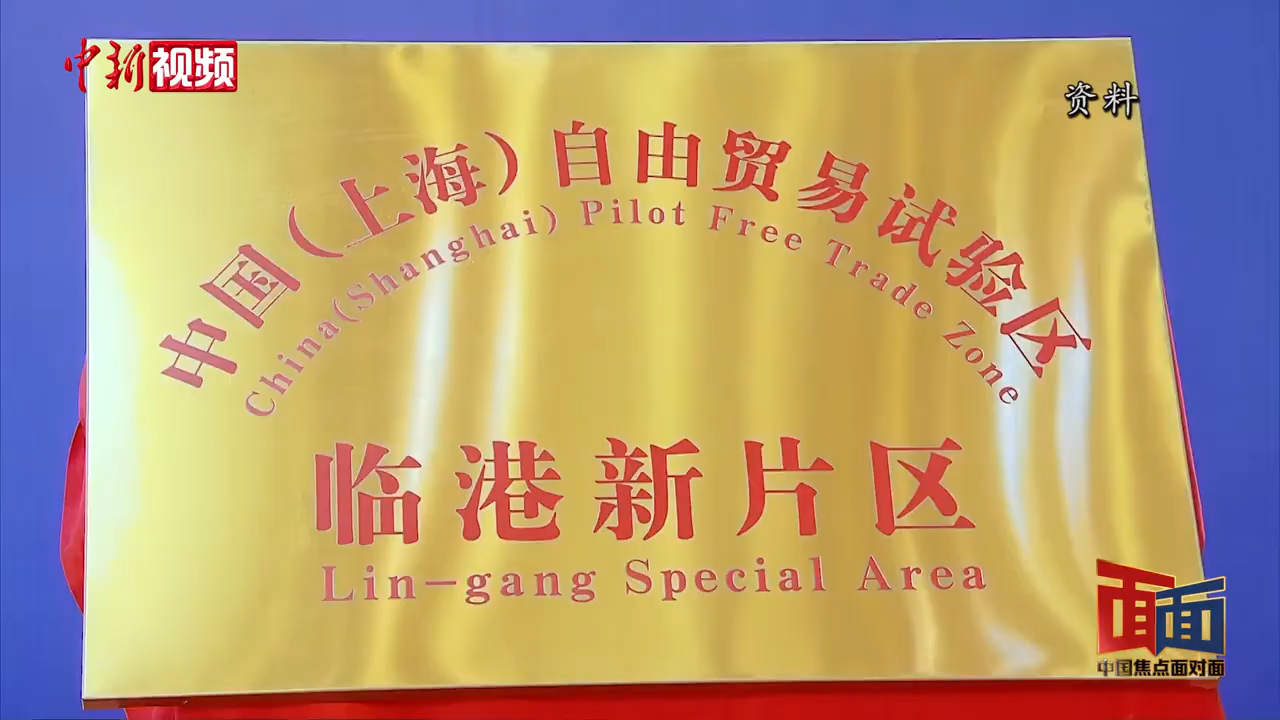 中新视频
资料
中国(上海)自由贸易试验区
China(Shanghai) Pilot Free Trade Zone
临港新片区
Lin-gang Special Area
面面
中国焦点面对面